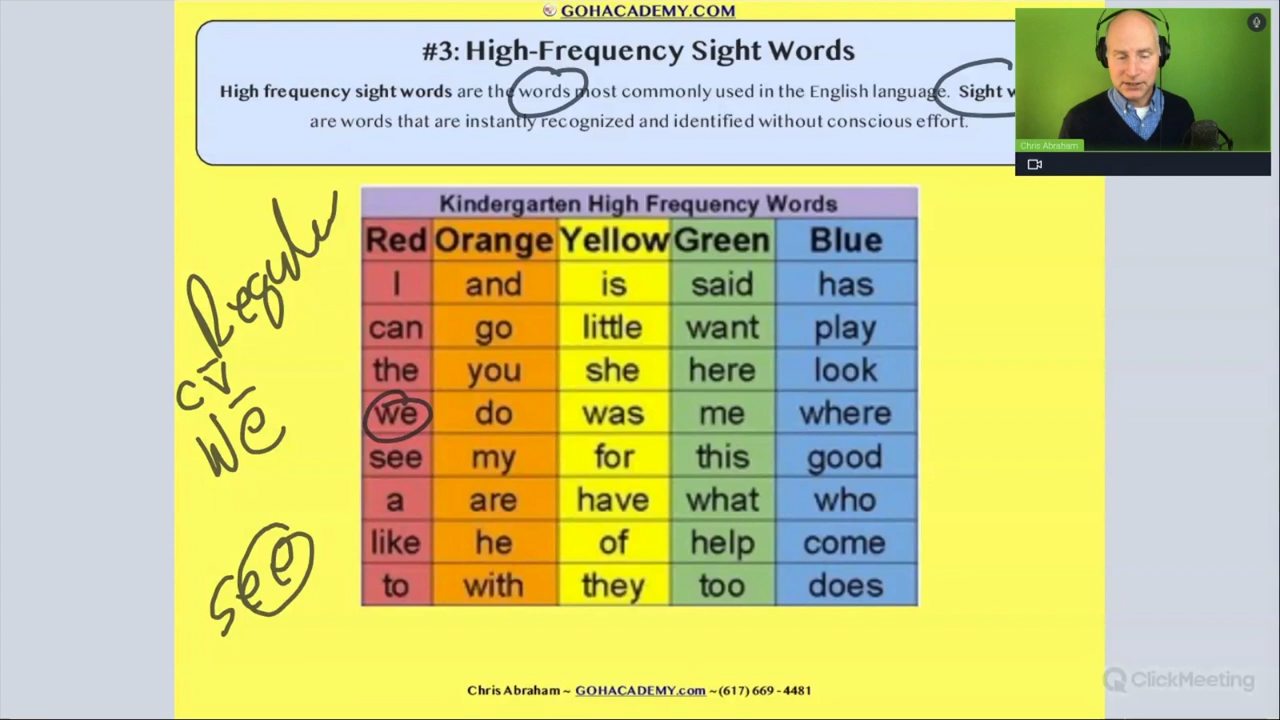 GOHACADEMY.COM
#3: High-Frequency Sight Words
High frequency sight words are the words most commonly used in the English language. Sight w
are words that are instantly recognized and identified without conscious effort.
Chris Abraham
Kindergarten High Frequency Words
Red Orange Yellow Green Blue
I and is said has
can go little want play
the you she here look
we do was me where
see my for this good
a are have what who
like he of help come
to with they too does
Regular
cv
we
see
Chris Abraham ~ GOHACADEMY.com ~(617) 669 - 4481
ClickMeeting